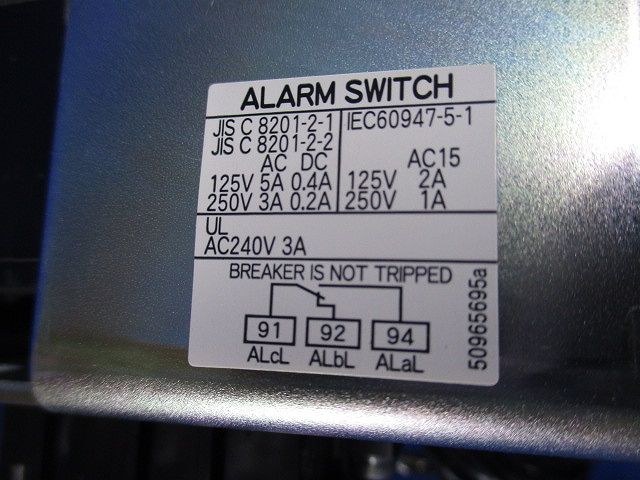 ALARM SWITCH
JIS C 8201-2-1
JIS C 8201-2-2
AC DC
125V 5A 0.4A
250V 3A 0.2A
IEC60947-5-1
AC15
125V 2A
250V 1A
UL
AC240V 3A
BREAKER IS NOT TRIPPED
91 92 94
ALcL ALbL ALaL
50965695a